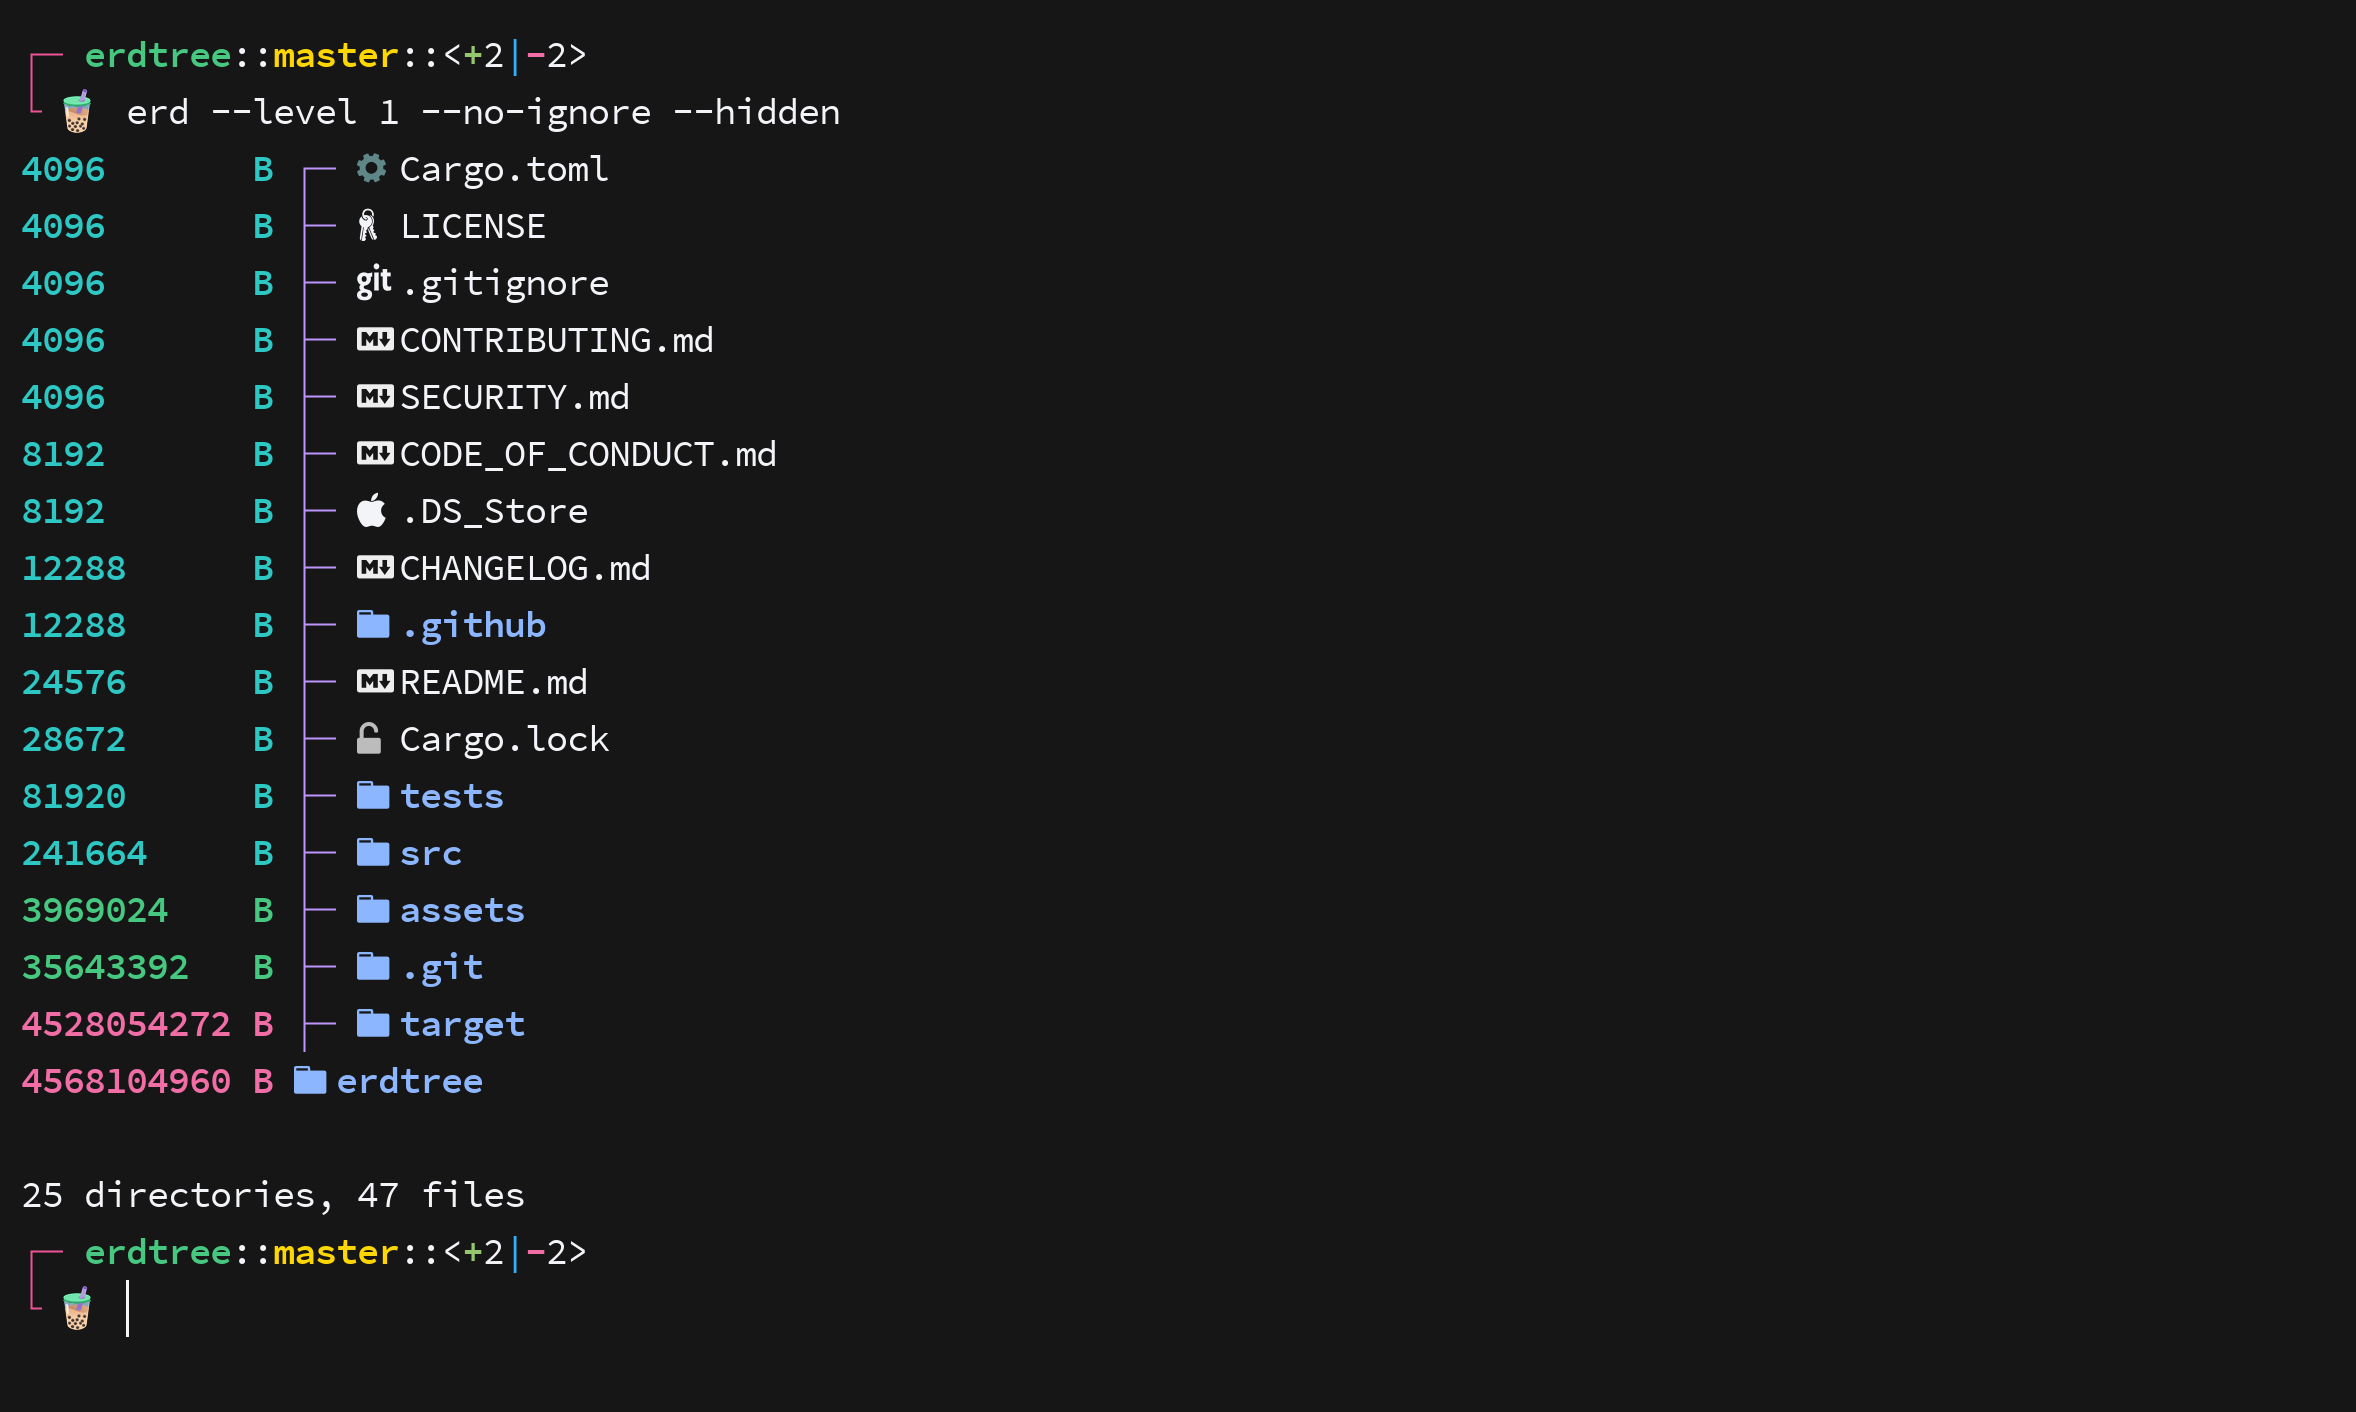 ┌── erdtree::master::<+2|-2>
└ 🧋 erd --level 1 --no-ignore --hidden
4096       B ┌── Cargo.toml
4096       B ├── LICENSE
4096       B ├── git .gitignore
4096       B ├── M↓ CONTRIBUTING.md
4096       B ├── M↓ SECURITY.md
8192       B ├── M↓ CODE_OF_CONDUCT.md
8192       B ├── .DS_Store
12288      B ├── M↓ CHANGELOG.md
12288      B ├── .github
24576      B ├── M↓ README.md
28672      B ├── Cargo.lock
81920      B ├── tests
241664     B ├── src
3969024    B ├── assets
35643392   B ├── .git
4528054272 B ├── target
4568104960 B erdtree
25 directories, 47 files
┌── erdtree::master::<+2|-2>
└ 🧋